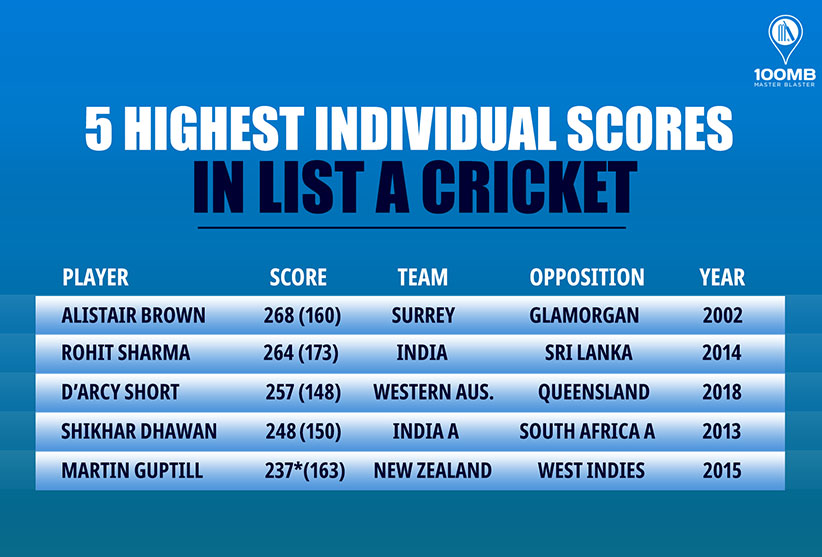 100MB
MASTER BLASTER
5 HIGHEST INDIVIDUAL SCORES
IN LIST A CRICKET
PLAYER SCORE TEAM OPPOSITION YEAR
ALISTAIR BROWN 268 (160) SURREY GLAMORGAN 2002
ROHIT SHARMA 264 (173) INDIA SRI LANKA 2014
D'ARCY SHORT 257 (148) WESTERN AUS. QUEENSLAND 2018
SHIKHAR DHAWAN 248 (150) INDIA A SOUTH AFRICA A 2013
MARTIN GUPTILL 237*(163) NEW ZEALAND WEST INDIES 2015